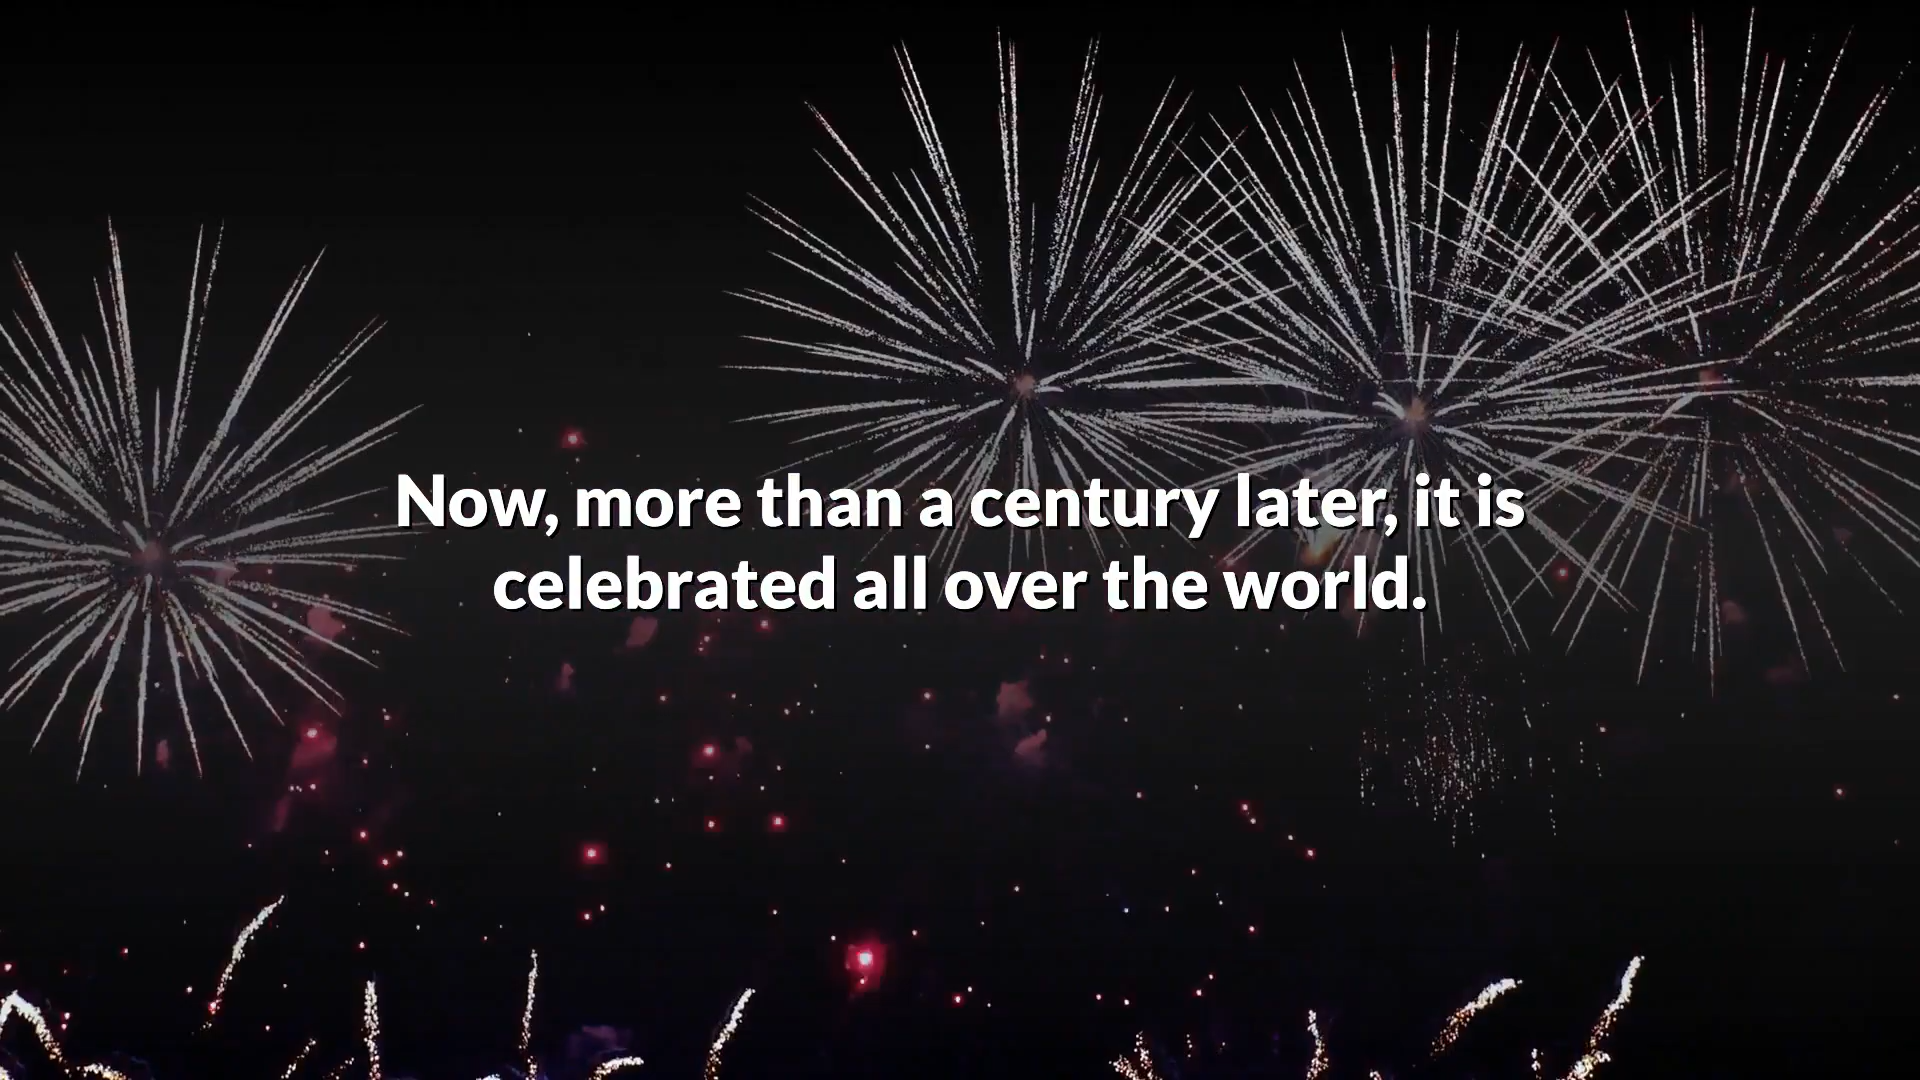 Now, more than a century later, it is
celebrated all over the world.